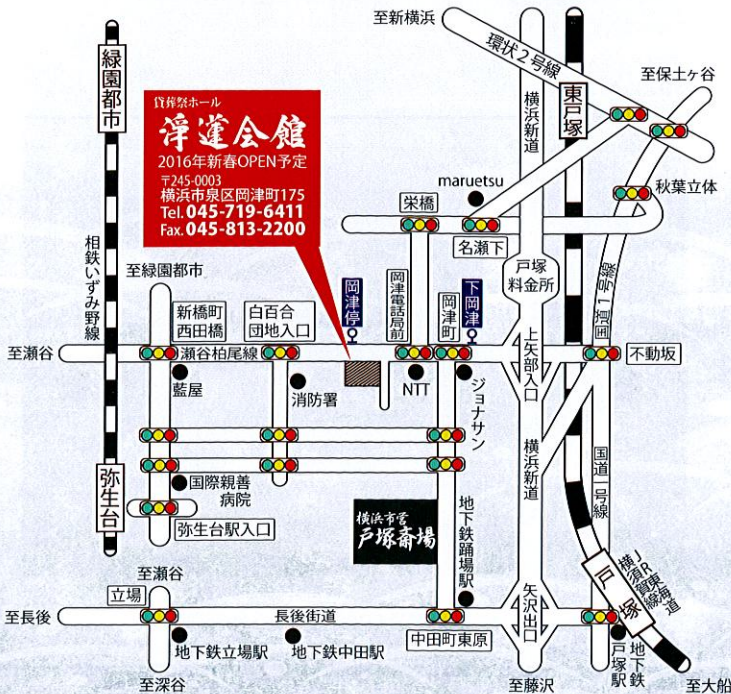 至新横浜
環状2号線
至保土ヶ谷
緑園都市
横浜新道
東戸塚
貸葬祭ホール
浄運会館
2016年新春OPEN予定
〒245-0003
横浜市泉区岡津町175
Tel. 045-719-6411
Fax. 045-813-2200
maruetsu
秋葉立体
栄橋
名瀬下
相鉄いずみ野線
至緑園都市
戸塚
料金所
国道1号線
新橋町
西田橋
白百合
団地入口
岡津停
岡津電話局前
岡津町
下岡津
至瀬谷
瀬谷柏尾線
上矢部入口
不動坂
藍屋
消防署
NTT
ジョナサン
横浜新道
国道一号線
弥生台
国際親善
病院
弥生台駅入口
横浜市営
戸塚斎場
地下鉄踊場駅
戸塚
JR東海道
横須賀線
至瀬谷
立場
至長後
長後街道
矢沢出口
中田町東原
地下鉄立場駅
地下鉄中田駅
地下鉄
戸塚駅
至深谷
至藤沢
至大船